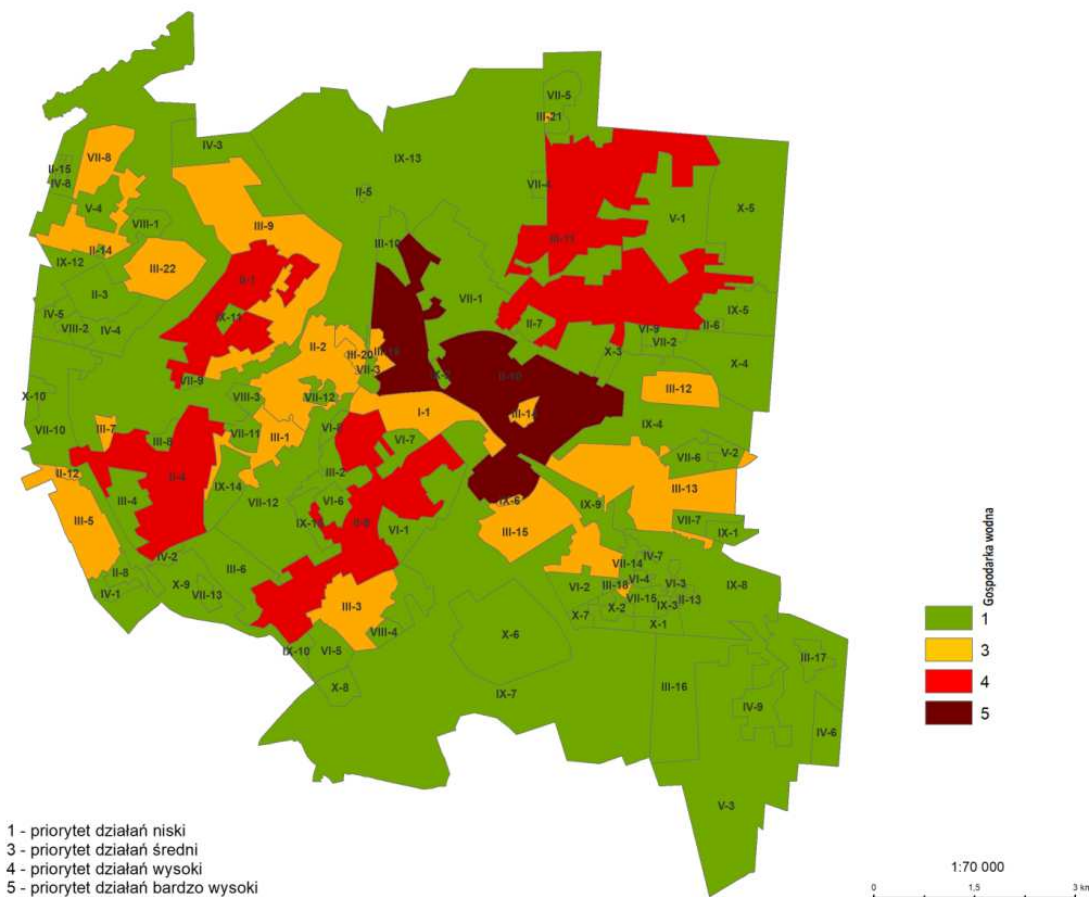 VII-5
III-21
IV-3
IX-13
VII-8
II-15
IV-8
II-5
VII-4
V-4
VIII-1
V-1
X-5
III-9
III-10
III-11
II-14
IX-12
III-22
II-1
II-3
VII-1
IX-5
IV-5
VIII-2
IV-4
IX-11
II-7
II-6
VI-9
VII-2
X-3
II-2
III-20
VII-3
X-4
VII-9
II-10
X-10
VIII-3
VII-12
III-12
I-1
III-14
VII-10
III-7
III-8
VII-11
III-1
VI-7
IX-4
III-2
VII-6
V-2
II-12
II-4
IX-14
III-4
VII-12
VI-6
III-13
IX-6
IX-9
III-5
VI-1
III-15
VII-7
IX-1
IV-2
III-6
IV-7
VII-14
II-8
X-9
VII-13
IV-1
VI-2
III-18
VI-4
VI-3
IX-8
VII-15
IX-3
II-13
X-7
X-2
X-1
III-3
VIII-4
X-6
IX-10
VI-5
X-8
IX-7
III-16
III-17
IV-9
IV-6
V-3
Gospodarka wodna
1
3
4
5
1 - priorytet działań niski
3 - priorytet działań średni
4 - priorytet działań wysoki
5 - priorytet działań bardzo wysoki
1:70 000
0 1,5 3 km